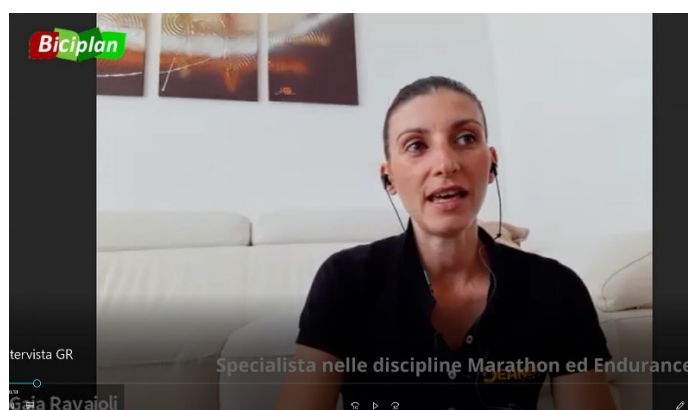 Biciplan
tervista GR
Specialista nelle discipline Marathon ed Endurance
Gaia Ravaioli